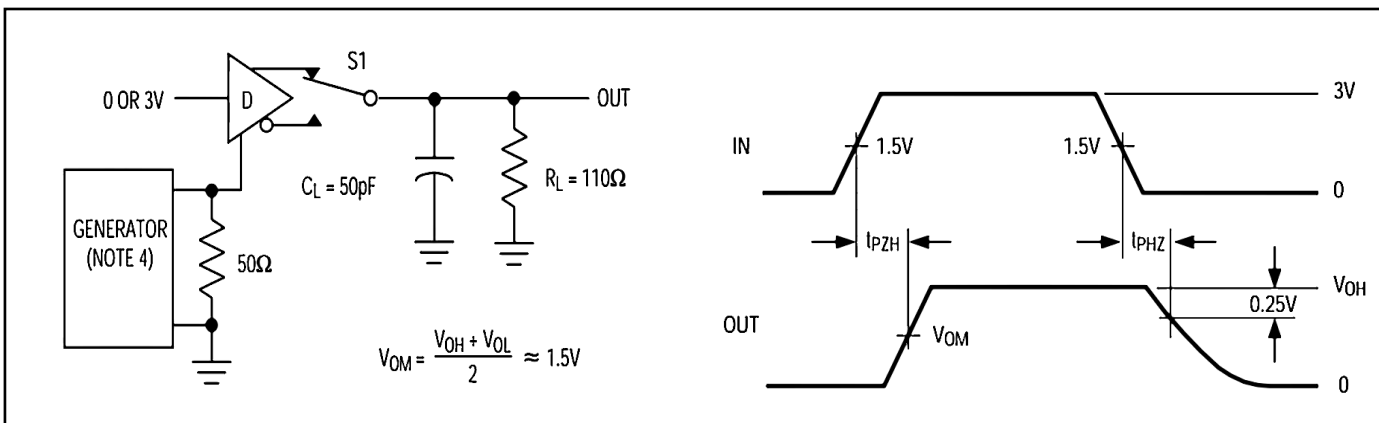 S1
0 OR 3V
D
OUT
C_L = 50pF
R_L = 110Ω
GENERATOR
(NOTE 4)
50Ω
V_OM = (V_OH + V_OL) / 2 ≈ 1.5V
3V
IN
1.5V
1.5V
0
t_PZH
t_PHZ
V_OH
0.25V
OUT
V_OM
0